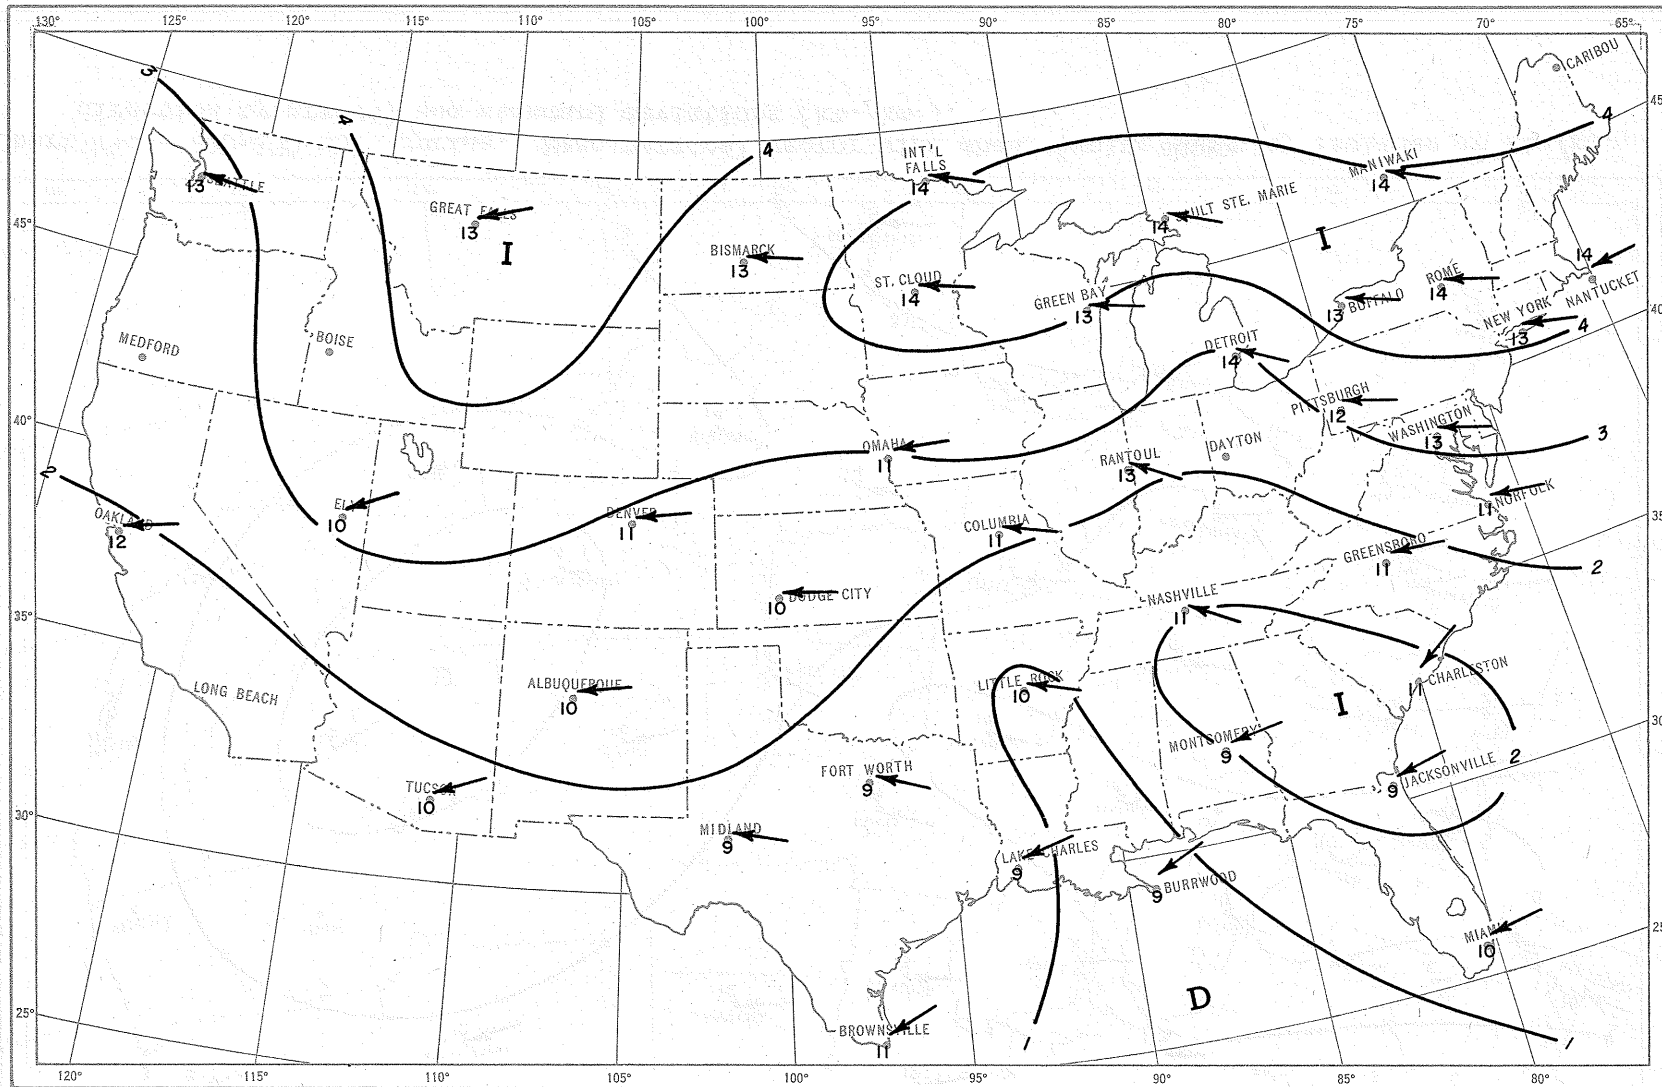 130° 125° 120° 115° 110° 105° 100° 95° 90° 85° 80° 75° 70° 65°
CARIBOU
3
45
4
4
4
INT'L
FALLS
14
MANIWAKI
14
13 SEATTLE
SAULT STE. MARIE
14
GREAT FALLS
13
I
45°
I
BISMARCK
13
14
ST. CLOUD
14
ROME
14
GREEN BAY
13
BUFFALO
13
NANTUCKET
NEW YORK
13
40
4
MEDFORD
BOISE
DETROIT
14
PITTSBURGH
12
40°
WASHINGTON
13
3
OMAHA
11
DAYTON
RANTOUL
13
2
NORFOLK
11
ELY
10
OAKLAND
12
DENVER
11
COLUMBIA
11
35
GREENSBORO
11
2
DODGE CITY
10
NASHVILLE
11
35°
LITTLE ROCK
10
CHARLESTON
11
LONG BEACH
ALBUQUERQUE
10
I
30
MONTGOMERY
9
2
FORT WORTH
9
JACKSONVILLE
9
TUCSON
10
30°
MIDLAND
9
LAKE CHARLES
9
BURRWOOD
9
MIAMI
10
25
D
25°
BROWNSVILLE
11
1
1
120° 115° 110° 105° 100° 95° 90° 85° 80°